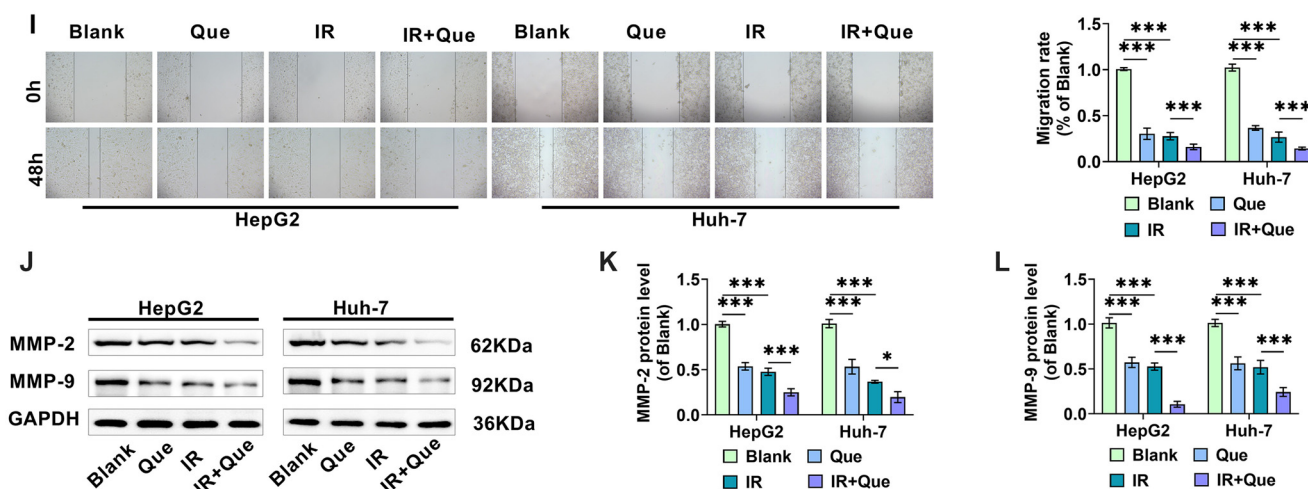 I
Blank Que IR IR+Que Blank Que IR IR+Que
0h
48h
HepG2 Huh-7
Migration rate
(% of Blank)
1.5
1.0
0.5
0.0
*** *** *** *** *** ***
HepG2 Huh-7
Blank Que
IR IR+Que
J
HepG2 Huh-7
MMP-2 62KDa
MMP-9 92KDa
GAPDH 36KDa
Blank Que IR IR+Que Blank Que IR IR+Que
K
MMP-2 protein level
(of Blank)
1.5
1.0
0.5
0.0
*** *** *** *** *** *
HepG2 Huh-7
Blank Que
IR IR+Que
L
MMP-9 protein level
(of Blank)
1.5
1.0
0.5
0.0
*** *** *** *** *** ***
HepG2 Huh-7
Blank Que
IR IR+Que